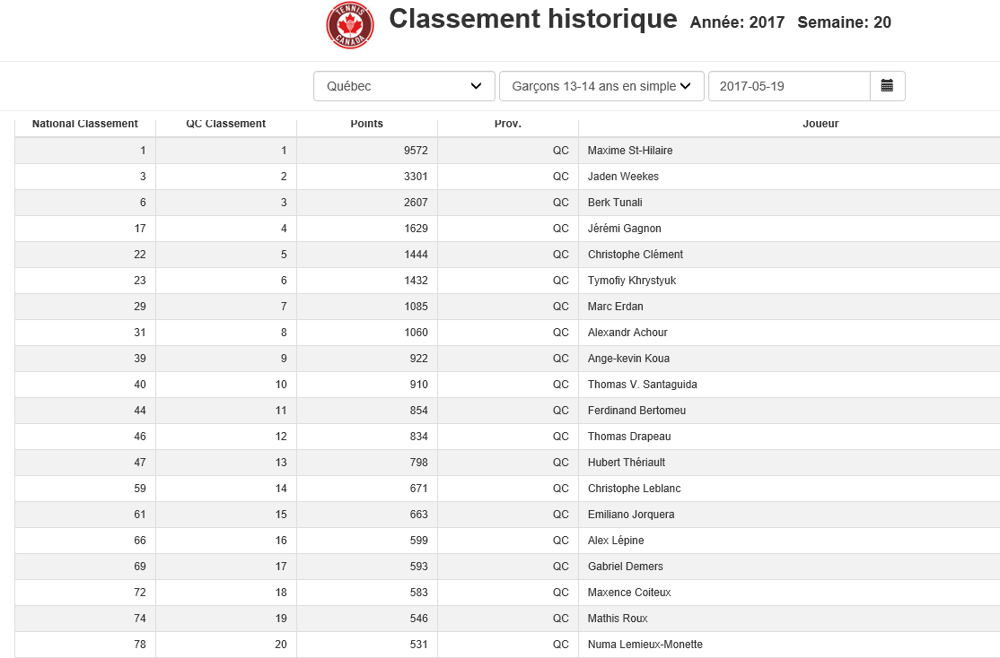 TENNIS
CANADA
Classement historique Année: 2017 Semaine: 20
Québec Garçons 13-14 ans en simple 2017-05-19
National Classement QC Classement Points Prov. Joueur
1 1 9572 QC Maxime St-Hilaire
3 2 3301 QC Jaden Weekes
6 3 2607 QC Berk Tunali
17 4 1629 QC Jérémi Gagnon
22 5 1444 QC Christophe Clément
23 6 1432 QC Tymofiy Khrystyuk
29 7 1085 QC Marc Erdan
31 8 1060 QC Alexandr Achour
39 9 922 QC Ange-kevin Koua
40 10 910 QC Thomas V. Santaguida
44 11 854 QC Ferdinand Bertomeu
46 12 834 QC Thomas Drapeau
47 13 798 QC Hubert Thériault
59 14 671 QC Christophe Leblanc
61 15 663 QC Emiliano Jorquera
66 16 599 QC Alex Lépine
69 17 593 QC Gabriel Demers
72 18 583 QC Maxence Coiteux
74 19 546 QC Mathis Roux
78 20 531 QC Numa Lemieux-Monette